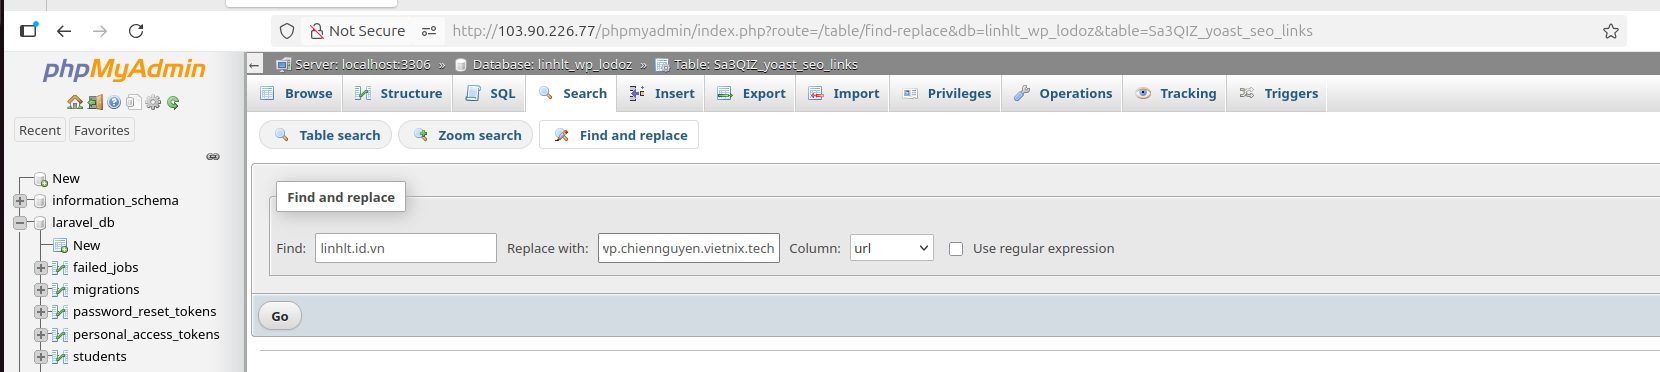 Not Secure
http://103.90.226.77/phpmyadmin/index.php?route=/table/find-replace&db=linhlt_wp_lodoz&table=Sa3QIZ_yoast_seo_links
phpMyAdmin
Server: localhost:3306 » Database: linhlt_wp_lodoz » Table: Sa3QIZ_yoast_seo_links
Browse Structure SQL Search Insert Export Import Privileges Operations Tracking Triggers
Recent Favorites
Table search Zoom search Find and replace
New
information_schema
laravel_db
New
failed_jobs
migrations
password_reset_tokens
personal_access_tokens
students
Find and replace
Find: linhlt.id.vn Replace with: vp.chiennguyen.vietnix.tech Column: url Use regular expression
Go